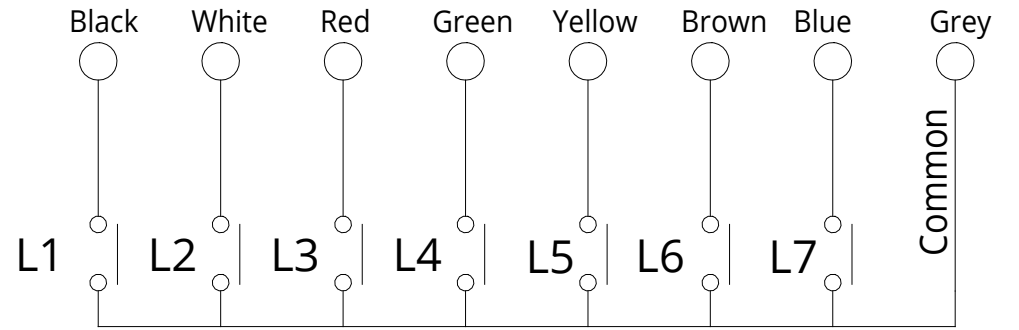 Black White Red Green Yellow Brown Blue Grey
Common
L1 L2 L3 L4 L5 L6 L7